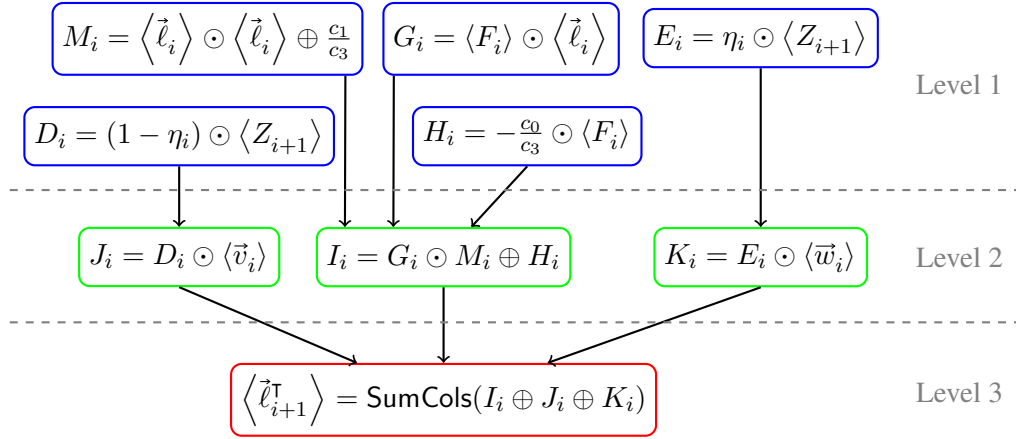 M_i = ⟨ℓ⃗_i⟩ ⊙ ⟨ℓ⃗_i⟩ ⊕ c_1/c_3
G_i = ⟨F_i⟩ ⊙ ⟨ℓ⃗_i⟩
E_i = η_i ⊙ ⟨Z_{i+1}⟩
Level 1
D_i = (1 − η_i) ⊙ ⟨Z_{i+1}⟩
H_i = −c_0/c_3 ⊙ ⟨F_i⟩
J_i = D_i ⊙ ⟨v⃗_i⟩
I_i = G_i ⊙ M_i ⊕ H_i
K_i = E_i ⊙ ⟨w⃗_i⟩
Level 2
⟨ℓ⃗ᵀ_{i+1}⟩ = SumCols(I_i ⊕ J_i ⊕ K_i)
Level 3